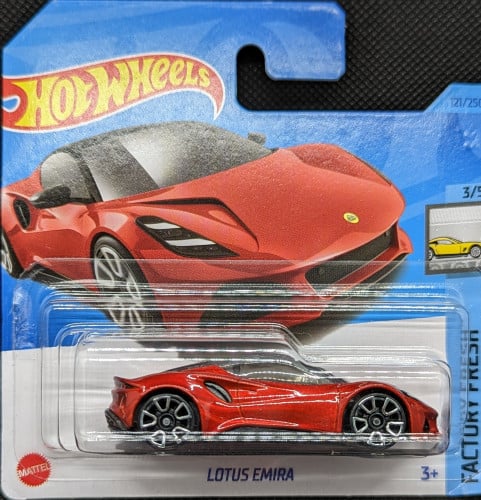 HOT WHEELS
121/250
3/5
FACTORY FRESH
MATTEL
LOTUS EMIRA
3+